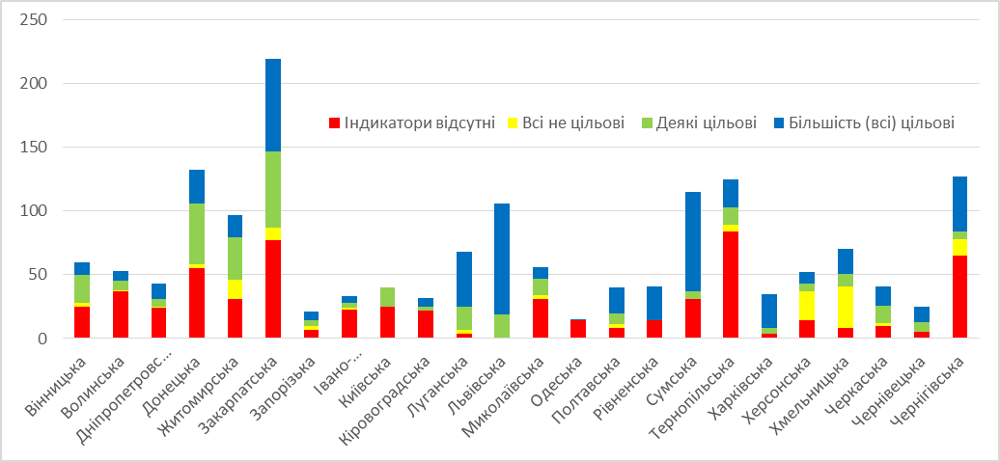 250
200
150
100
50
0
Індикатори відсутні Всі не цільові Деякі цільові Більшість (всі) цільові
Вінницька
Волинська
Дніпропетровс...
Донецька
Житомирська
Закарпатська
Запорізька
Івано-...
Київська
Кіровоградська
Луганська
Львівська
Миколаївська
Одеська
Полтавська
Рівненська
Сумська
Тернопільська
Харківська
Херсонська
Хмельницька
Черкаська
Чернівецька
Чернігівська